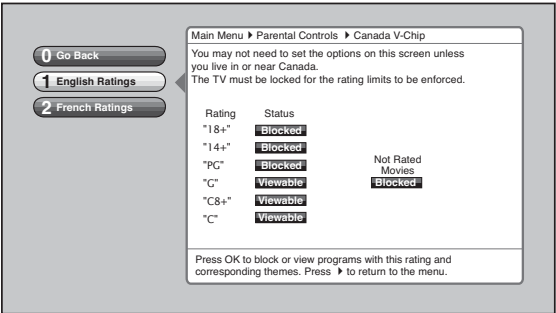 Main Menu ▶ Parental Controls ▶ Canada V-Chip
0 Go Back
1 English Ratings
2 French Ratings
You may not need to set the options on this screen unless
you live in or near Canada.
The TV must be locked for the rating limits to be enforced.
Rating Status
"18+" Blocked
"14+" Blocked
"PG" Blocked
"G" Viewable
"C8+" Viewable
"C" Viewable
Not Rated
Movies
Blocked
Press OK to block or view programs with this rating and
corresponding themes. Press ▶ to return to the menu.